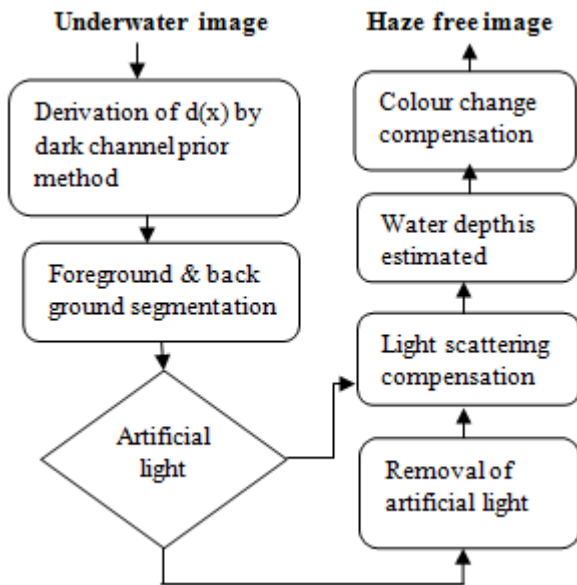 Underwater image
Derivation of d(x) by
dark channel prior
method
Foreground & back
ground segmentation
Artificial
light
Haze free image
Colour change
compensation
Water depth is
estimated
Light scattering
compensation
Removal of
artificial light